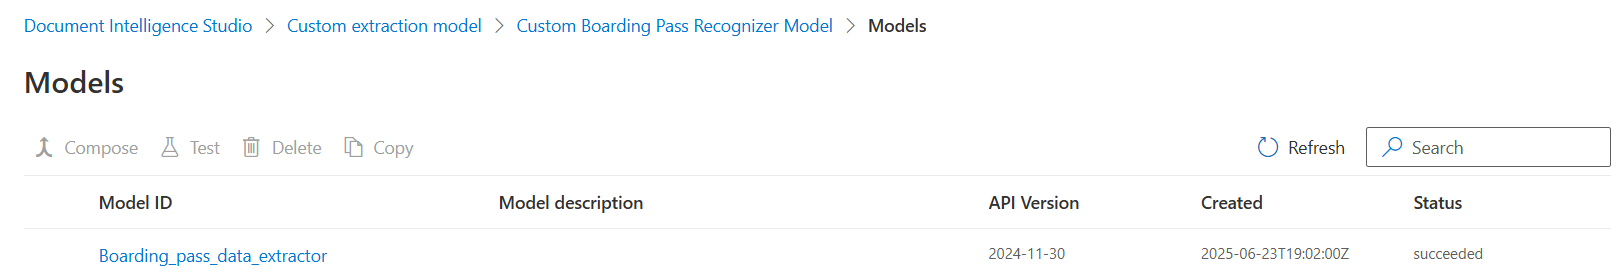 Document Intelligence Studio > Custom extraction model > Custom Boarding Pass Recognizer Model > Models
Models
Compose Test Delete Copy Refresh Search
Model ID Model description API Version Created Status
Boarding_pass_data_extractor 2024-11-30 2025-06-23T19:02:00Z succeeded